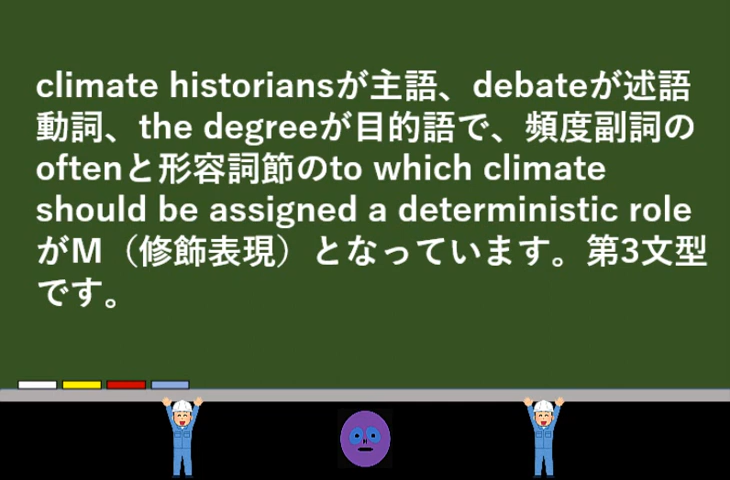 climate historiansが主語、debateが述語
動詞、the degreeが目的語で、頻度副詞の
oftenと形容詞節のto which climate
should be assigned a deterministic role
がM（修飾表現）となっています。第3文型
です。